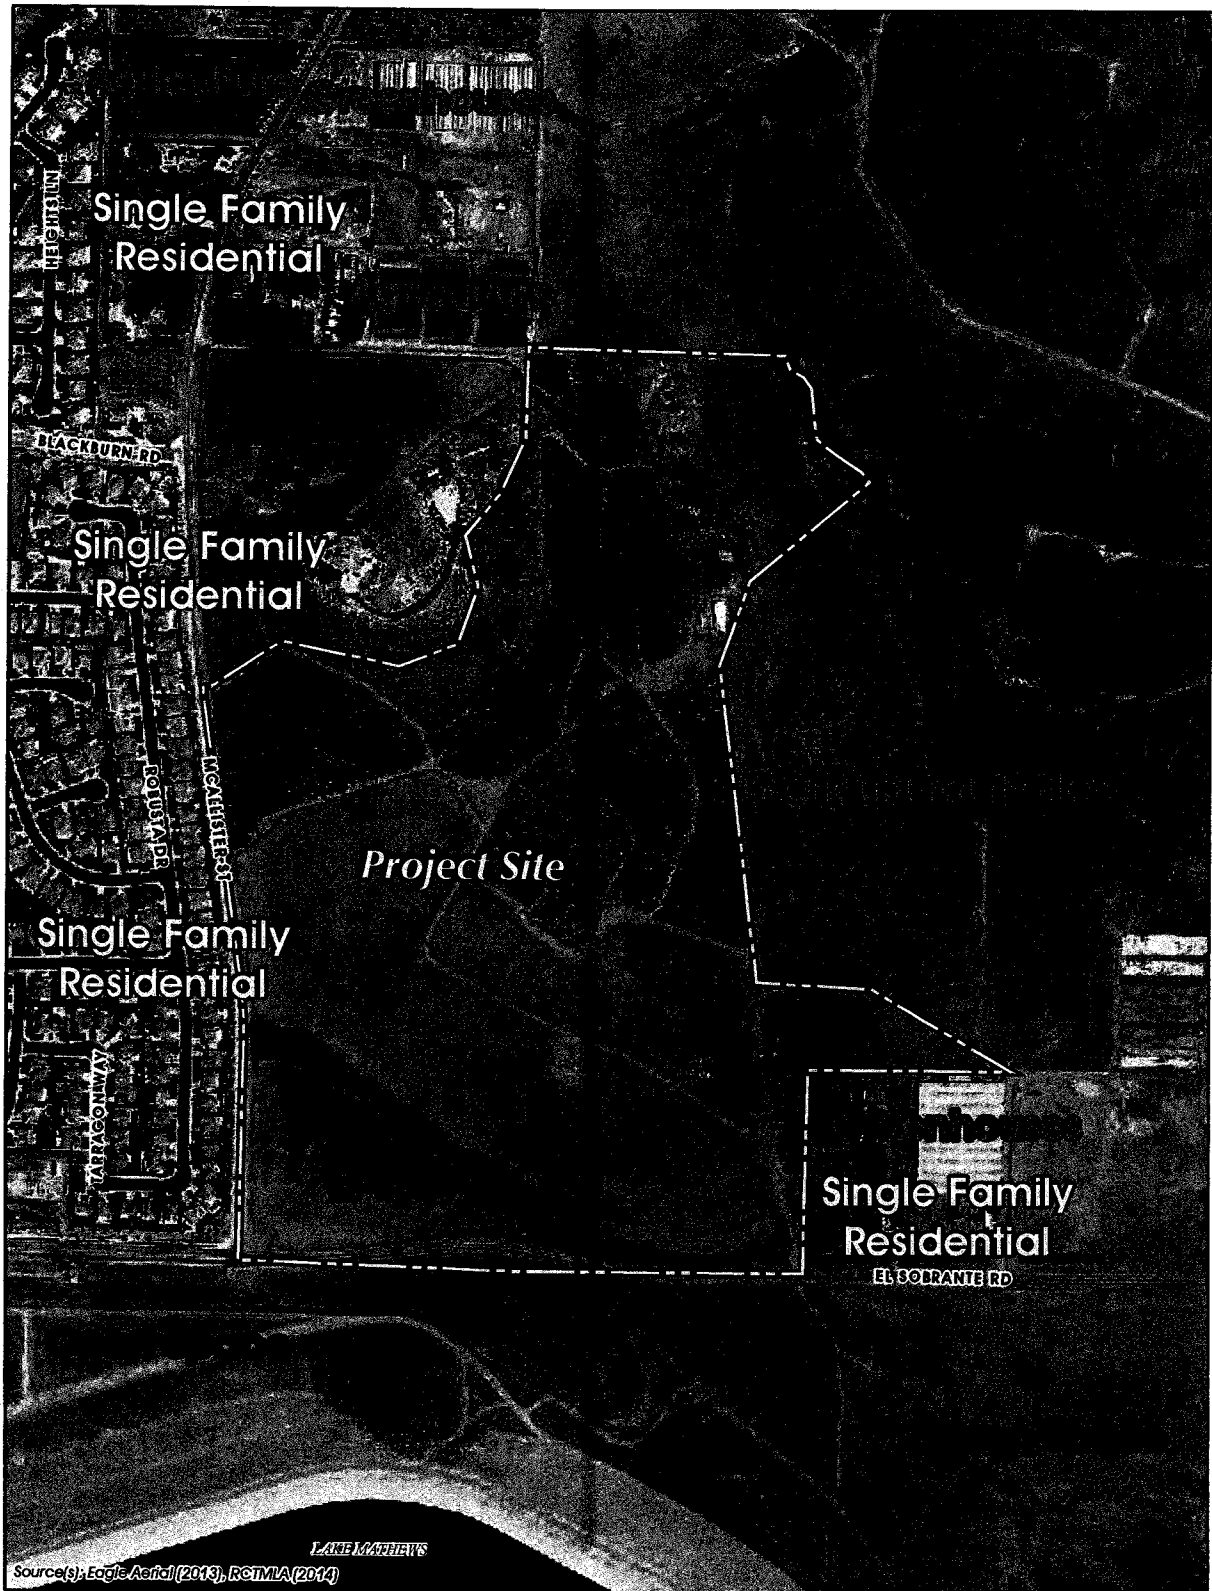 Single Family
Residential
BLACKBURN RD
Single Family
Residential
ROBUSTA DR
MCALLISTER ST
Project Site
Single Family
Residential
TARRAGON WAY
Single Family
Residential
EL SOBRANTE RD
LAKE MATHEWS
Source(s): Eagle Aerial (2013), RCTMLA (2014)